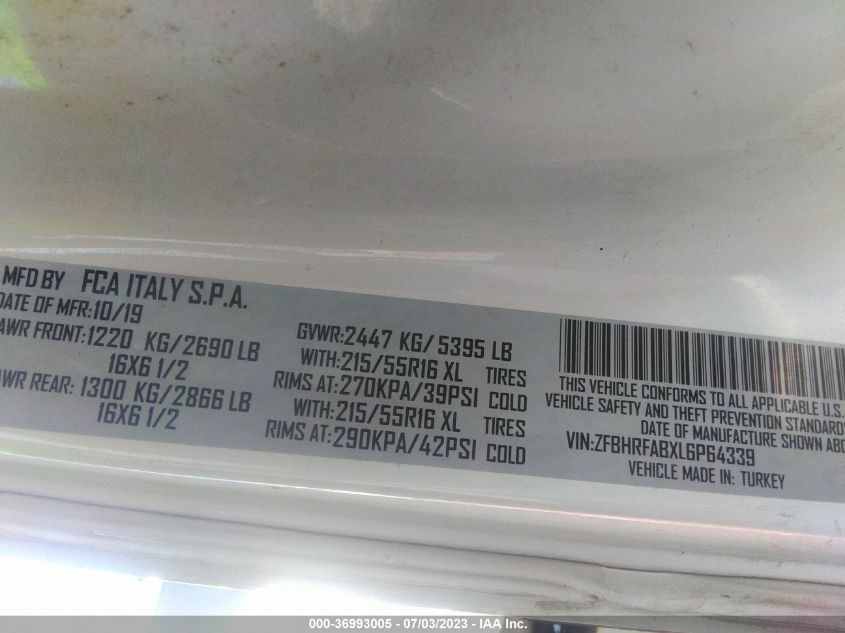 MFD BY FCA ITALY S.P.A.
DATE OF MFR:10/19
AWR FRONT:1220 KG/2690 LB
16X6 1/2
AWR REAR: 1300 KG/2866 LB
16X6 1/2
GVWR:2447 KG/5395 LB
WITH:215/55R16 XL TIRES
RIMS AT:270KPA/39PSI COLD
WITH:215/55R16 XL TIRES
RIMS AT:290KPA/42PSI COLD
THIS VEHICLE CONFORMS TO ALL APPLICABLE U.S.
VEHICLE SAFETY AND THEFT PREVENTION STANDARDS
DATE OF MANUFACTURE SHOWN ABO
VIN:ZFBHRFABXL6P64339
VEHICLE MADE IN: TURKEY
000-36993005 - 07/03/2023 - IAA Inc.